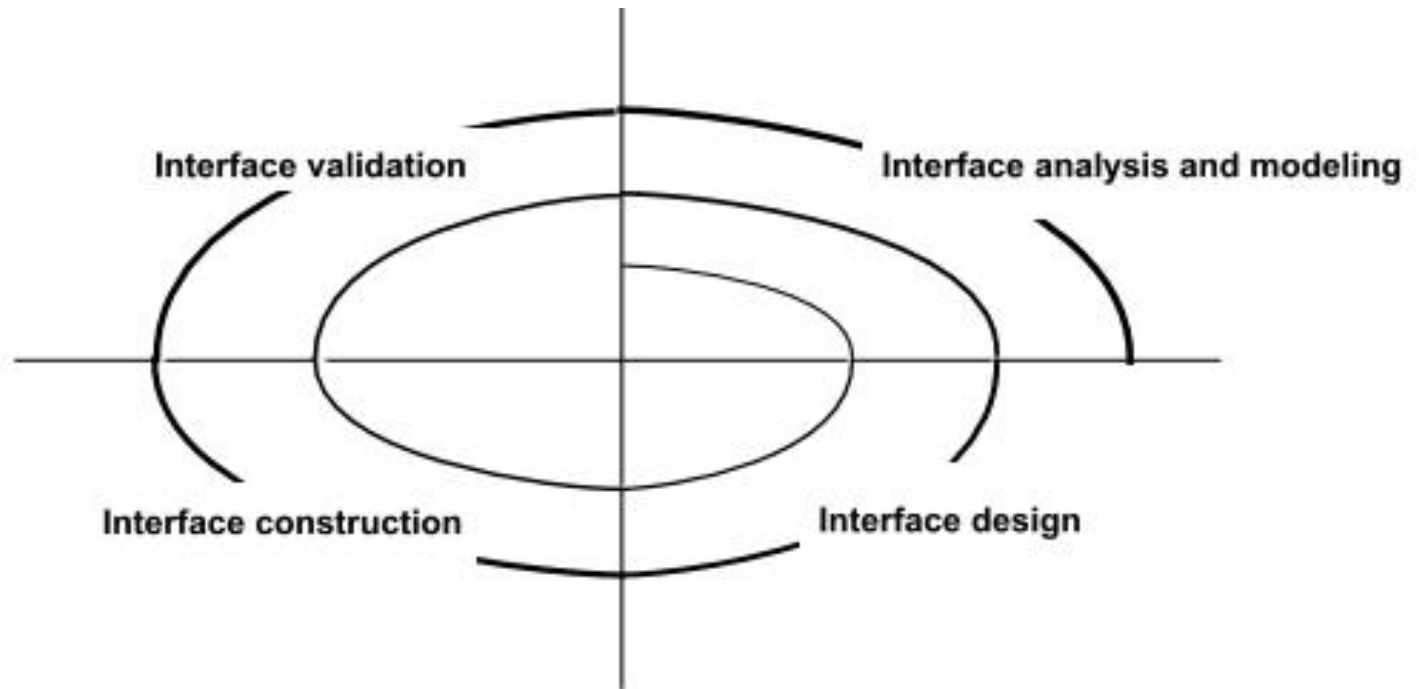 Interface validation
Interface analysis and modeling
Interface construction
Interface design